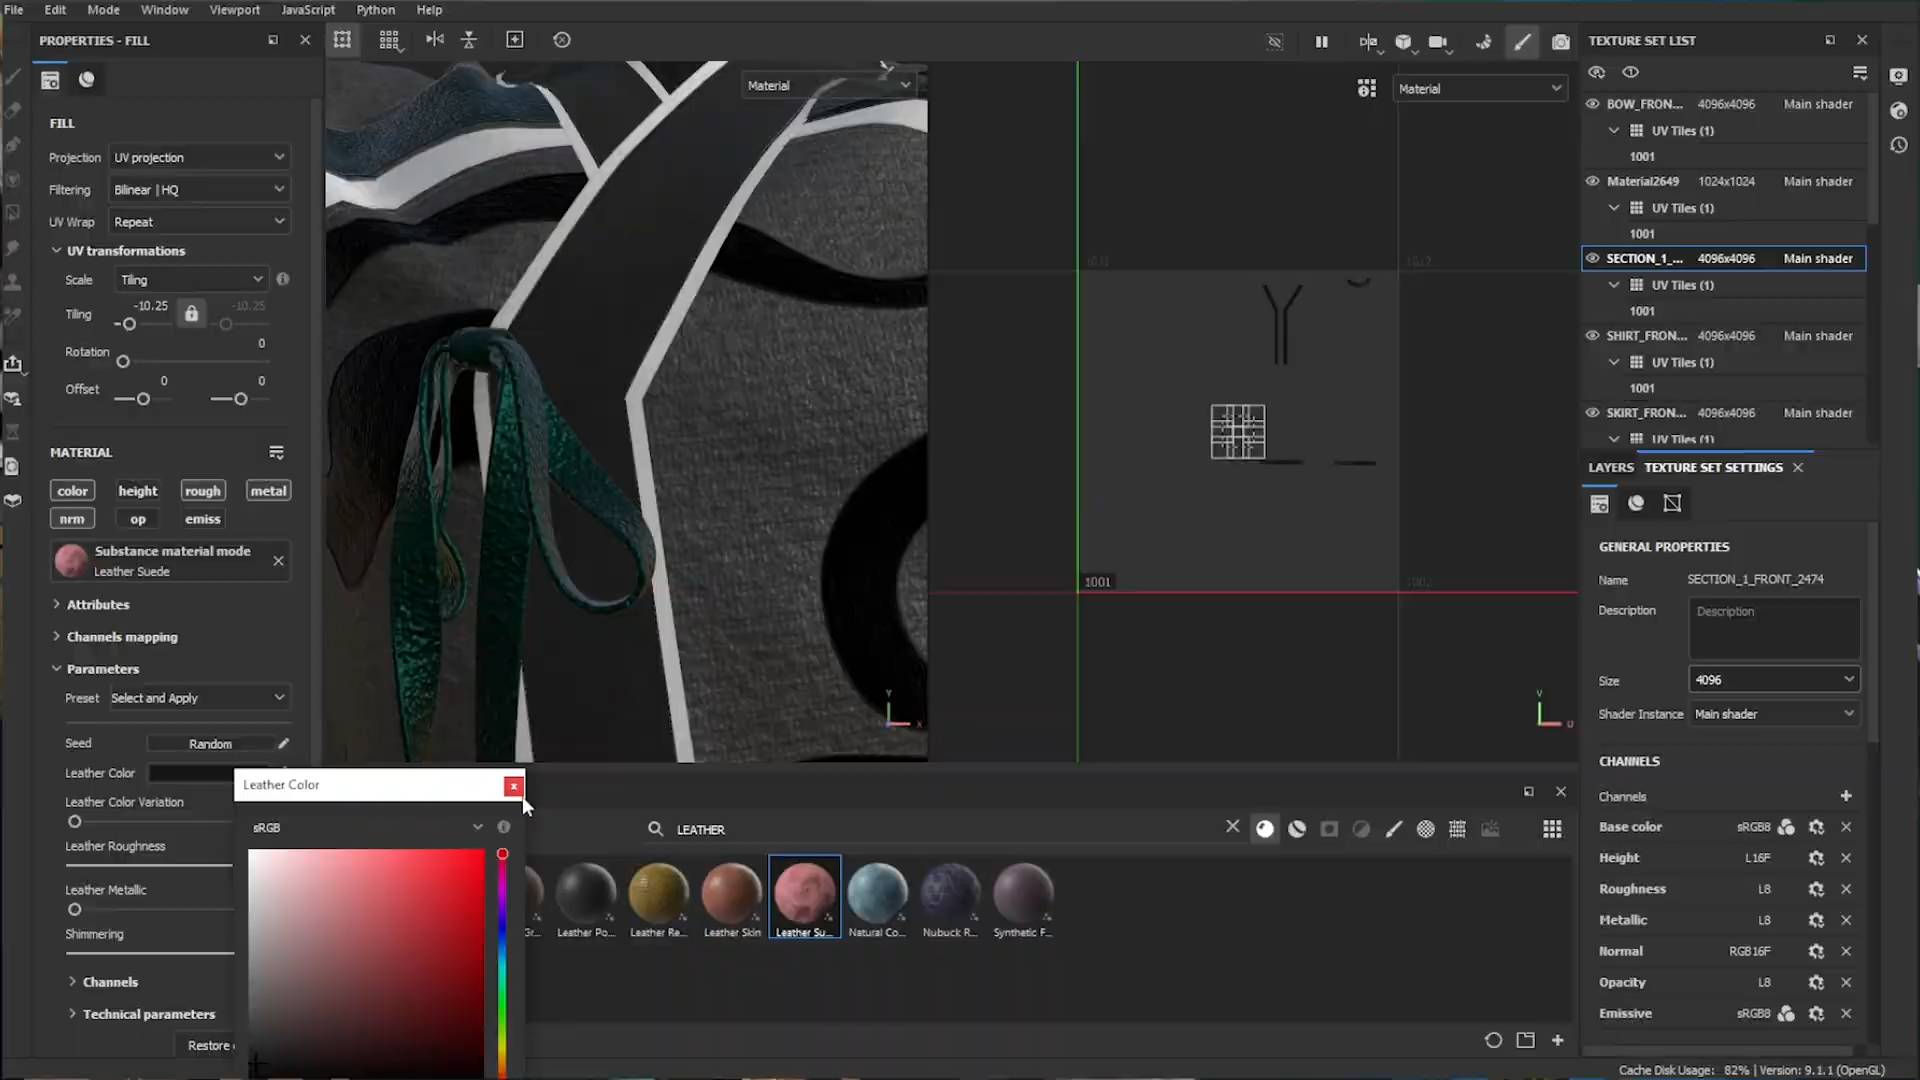 File Edit Mode Window Viewport JavaScript Python Help
PROPERTIES - FILL
FILL
Projection UV projection
Filtering Bilinear | HQ
UV Wrap Repeat
UV transformations
Scale Tiling
Tiling -10.25 -10.25
Rotation 0
Offset 0 0
MATERIAL
color height rough metal
nrm op emiss
Substance material mode
Leather Suede
Attributes
Channels mapping
Parameters
Preset Select and Apply
Seed Random
Leather Color
Leather Color Variation
Leather Roughness
Leather Metallic
Shimmering
Channels
Technical parameters
Restore
Leather Color
x
sRGB
Material
Y
X
Material
1011
1012
1001
1002
V
U
LEATHER
Gr...
Leather Po...
Leather Re...
Leather Skin
Leather Su...
Natural Co...
Nubuck R...
Synthetic F...
TEXTURE SET LIST
BOW_FRON... 4096x4096 Main shader
UV Tiles (1)
1001
Material2649 1024x1024 Main shader
UV Tiles (1)
1001
SECTION_1_... 4096x4096 Main shader
UV Tiles (1)
1001
SHIRT_FRON... 4096x4096 Main shader
UV Tiles (1)
1001
SKIRT_FRON... 4096x4096 Main shader
UV Tiles (1)
LAYERS TEXTURE SET SETTINGS
GENERAL PROPERTIES
Name SECTION_1_FRONT_2474
Description Description
Size 4096
Shader Instance Main shader
CHANNELS
Channels
Base color sRGB8
Height L16F
Roughness L8
Metallic L8
Normal RGB16F
Opacity L8
Emissive sRGB8
Cache Disk Usage: 82% | Version: 9.1.1 (OpenGL)